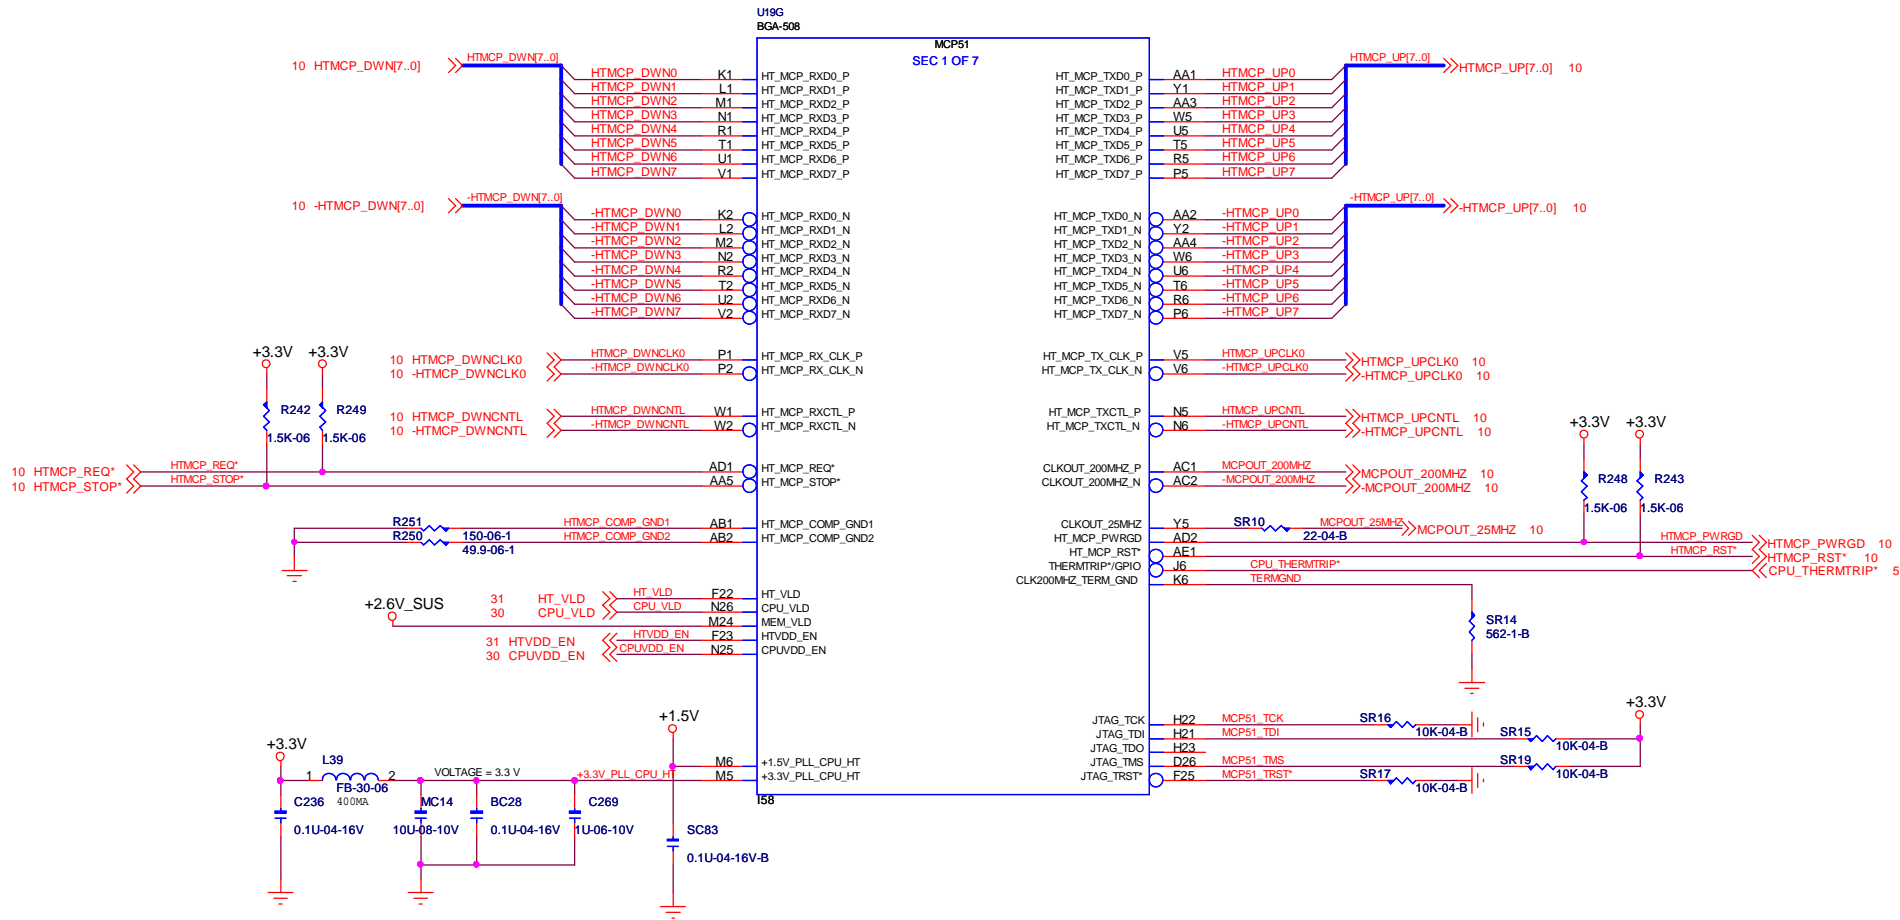 U19G
BGA-508
MCP51
SEC 1 OF 7
10 HTMCP_DWN[7..0]
HTMCP_DWN[7..0]
HTMCP_DWN0 K1 HT_MCP_RXD0_P
HTMCP_DWN1 L1 HT_MCP_RXD1_P
HTMCP_DWN2 M1 HT_MCP_RXD2_P
HTMCP_DWN3 N1 HT_MCP_RXD3_P
HTMCP_DWN4 R1 HT_MCP_RXD4_P
HTMCP_DWN5 T1 HT_MCP_RXD5_P
HTMCP_DWN6 U1 HT_MCP_RXD6_P
HTMCP_DWN7 V1 HT_MCP_RXD7_P
10 -HTMCP_DWN[7..0]
-HTMCP_DWN[7..0]
-HTMCP_DWN0 K2 HT_MCP_RXD0_N
-HTMCP_DWN1 L2 HT_MCP_RXD1_N
-HTMCP_DWN2 M2 HT_MCP_RXD2_N
-HTMCP_DWN3 N2 HT_MCP_RXD3_N
-HTMCP_DWN4 R2 HT_MCP_RXD4_N
-HTMCP_DWN5 T2 HT_MCP_RXD5_N
-HTMCP_DWN6 U2 HT_MCP_RXD6_N
-HTMCP_DWN7 V2 HT_MCP_RXD7_N
10 HTMCP_DWNCLK0 HTMCP_DWNCLK0 P1 HT_MCP_RX_CLK_P
10 -HTMCP_DWNCLK0 -HTMCP_DWNCLK0 P2 HT_MCP_RX_CLK_N
10 HTMCP_DWNCNTL HTMCP_DWNCNTL W1 HT_MCP_RXCTL_P
10 -HTMCP_DWNCNTL -HTMCP_DWNCNTL W2 HT_MCP_RXCTL_N
+3.3V +3.3V
R242 R249
1.5K-06 1.5K-06
10 HTMCP_REQ* HTMCP_REQ* AD1 HT_MCP_REQ*
10 HTMCP_STOP* HTMCP_STOP* AA5 HT_MCP_STOP*
R251 150-06-1 HTMCP_COMP_GND1 AB1 HT_MCP_COMP_GND1
R250 49.9-06-1 HTMCP_COMP_GND2 AB2 HT_MCP_COMP_GND2
+2.6V_SUS
31 HT_VLD HT_VLD F22 HT_VLD
30 CPU_VLD CPU_VLD N26 CPU_VLD
M24 MEM_VLD
31 HTVDD_EN HTVDD_EN F23 HTVDD_EN
30 CPUVDD_EN CPUVDD_EN N25 CPUVDD_EN
+1.5V
M6 +1.5V_PLL_CPU_HT
+3.3V
L39
1 2
FB-30-06
400MA
VOLTAGE = 3.3 V
+3.3V_PLL_CPU_HT M5 +3.3V_PLL_CPU_HT
C236 MC14 BC28 C269
0.1U-04-16V 10U-08-10V 0.1U-04-16V 1U-06-10V
SC83
0.1U-04-16V-B
I58
HTMCP_UP[7..0]
HTMCP_UP[7..0] 10
HT_MCP_TXD0_P AA1 HTMCP_UP0
HT_MCP_TXD1_P Y1 HTMCP_UP1
HT_MCP_TXD2_P AA3 HTMCP_UP2
HT_MCP_TXD3_P W5 HTMCP_UP3
HT_MCP_TXD4_P U5 HTMCP_UP4
HT_MCP_TXD5_P T5 HTMCP_UP5
HT_MCP_TXD6_P R5 HTMCP_UP6
HT_MCP_TXD7_P P5 HTMCP_UP7
-HTMCP_UP[7..0]
-HTMCP_UP[7..0] 10
HT_MCP_TXD0_N AA2 -HTMCP_UP0
HT_MCP_TXD1_N Y2 -HTMCP_UP1
HT_MCP_TXD2_N AA4 -HTMCP_UP2
HT_MCP_TXD3_N W6 -HTMCP_UP3
HT_MCP_TXD4_N U6 -HTMCP_UP4
HT_MCP_TXD5_N T6 -HTMCP_UP5
HT_MCP_TXD6_N R6 -HTMCP_UP6
HT_MCP_TXD7_N P6 -HTMCP_UP7
HT_MCP_TX_CLK_P V5 HTMCP_UPCLK0 HTMCP_UPCLK0 10
HT_MCP_TX_CLK_N V6 -HTMCP_UPCLK0 -HTMCP_UPCLK0 10
HT_MCP_TXCTL_P N5 HTMCP_UPCNTL HTMCP_UPCNTL 10
HT_MCP_TXCTL_N N6 -HTMCP_UPCNTL -HTMCP_UPCNTL 10
CLKOUT_200MHZ_P AC1 MCPOUT_200MHZ MCPOUT_200MHZ 10
CLKOUT_200MHZ_N AC2 -MCPOUT_200MHZ -MCPOUT_200MHZ 10
+3.3V +3.3V
R248 R243
1.5K-06 1.5K-06
CLKOUT_25MHZ Y5 SR10 22-04-B MCPOUT_25MHZ MCPOUT_25MHZ 10
HT_MCP_PWRGD AD2 HTMCP_PWRGD HTMCP_PWRGD 10
HT_MCP_RST* AE1 HTMCP_RST* HTMCP_RST* 10
THERMTRIP*/GPIO J6 CPU_THERMTRIP* CPU_THERMTRIP* 5
CLK200MHZ_TERM_GND K6 TERMGND
SR14
562-1-B
+3.3V
JTAG_TCK H22 MCP51_TCK SR16 10K-04-B
JTAG_TDI H21 MCP51_TDI SR15 10K-04-B
JTAG_TDO H23
JTAG_TMS D26 MCP51_TMS SR19 10K-04-B
JTAG_TRST* F25 MCP51_TRST* SR17 10K-04-B